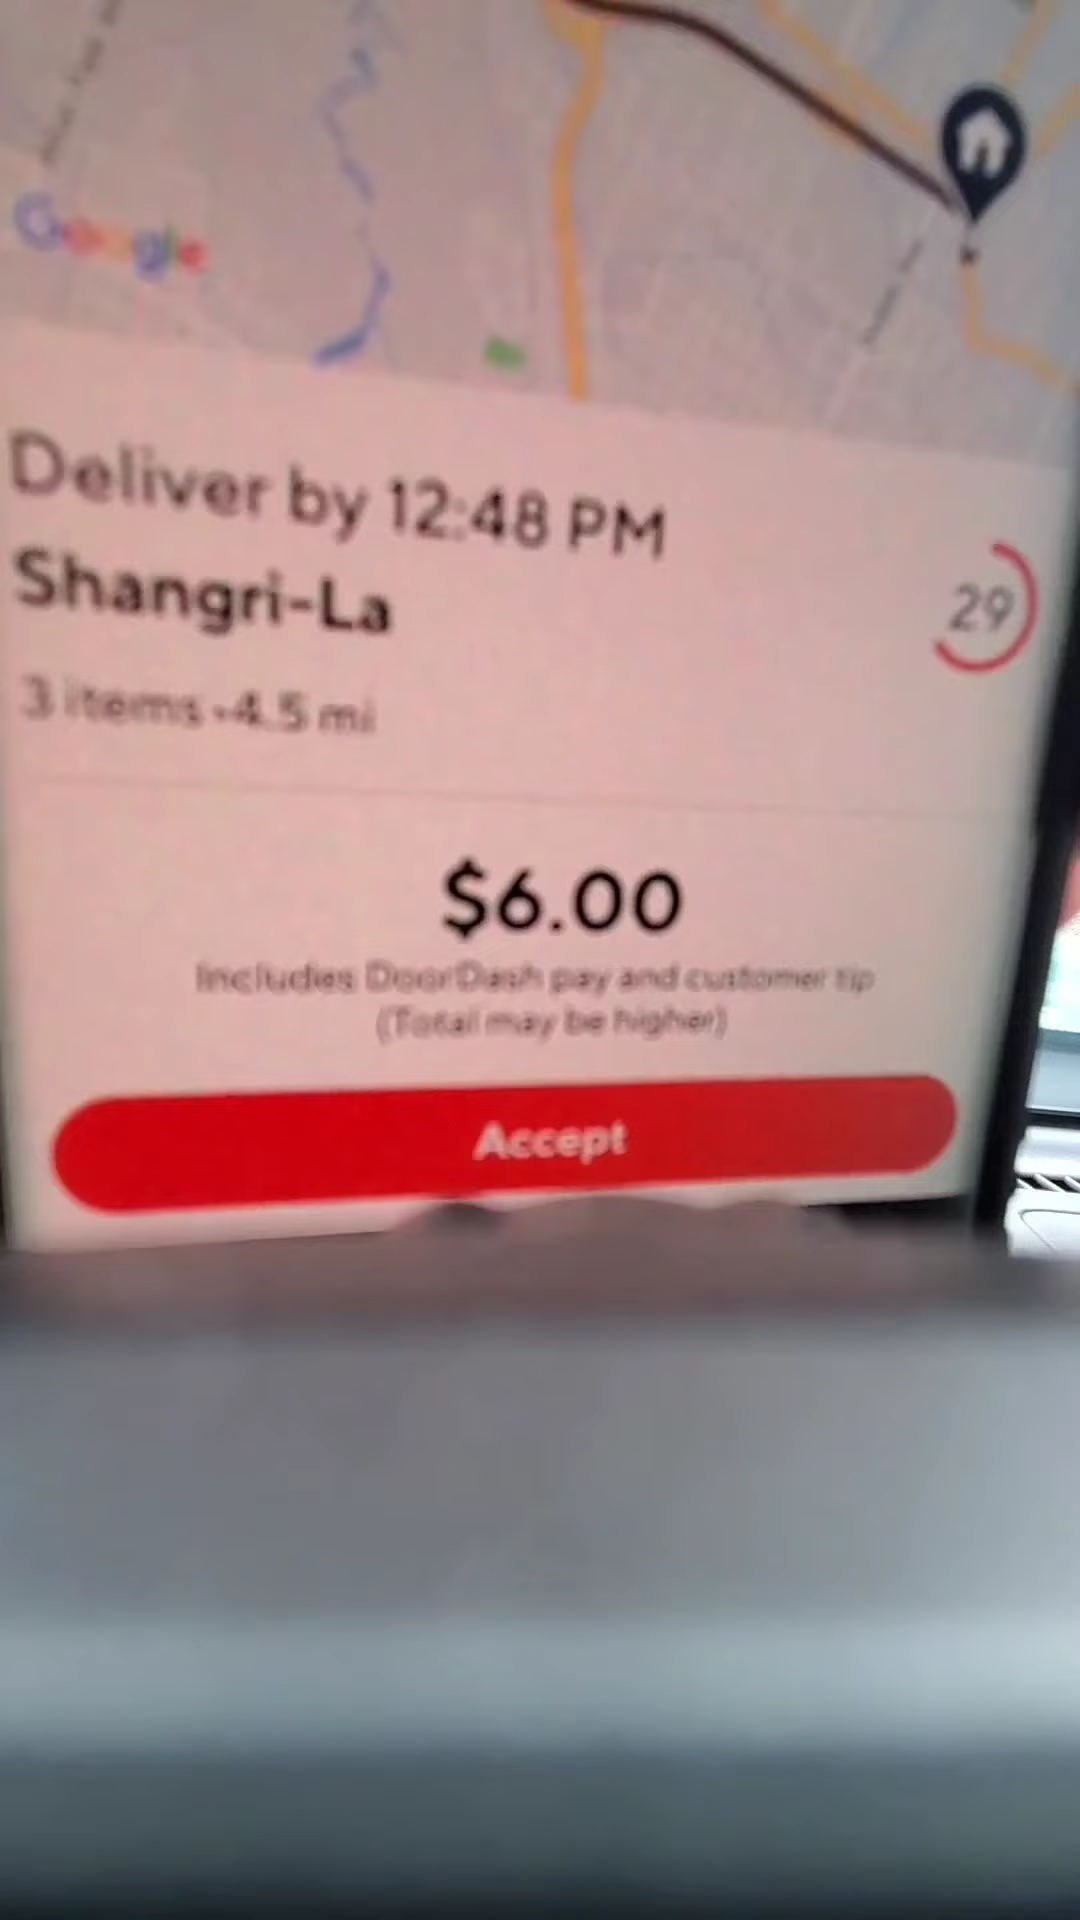 Google
Deliver by 12:48 PM
Shangri-La
29
3 items • 4.5 mi
$6.00
Includes DoorDash pay and customer tip
(Total may be higher)
Accept